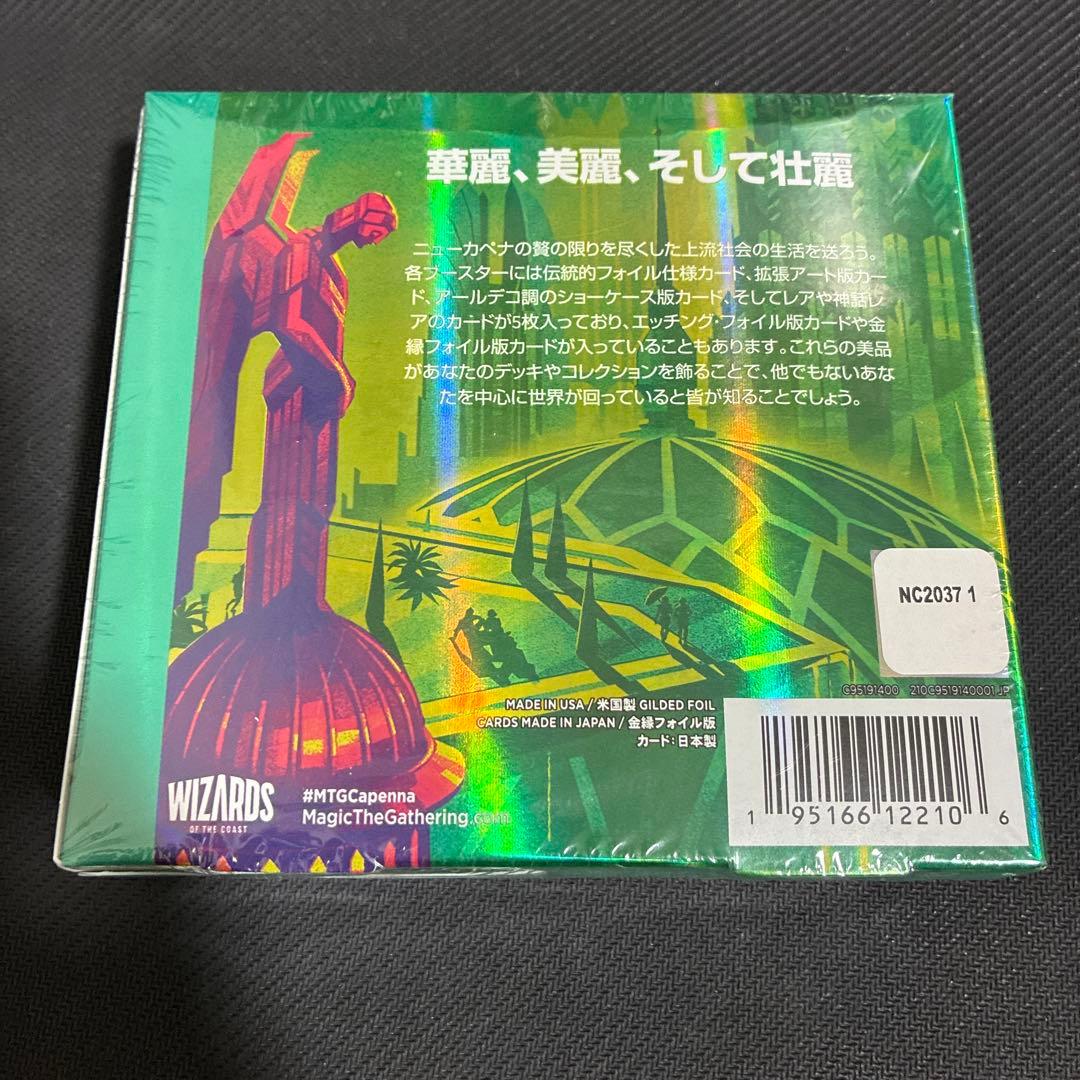 華麗、美麗、そして壮麗
ニューカペナの贅の限りを尽くした上流社会の生活を送ろう。
各ブースターには伝統的フォイル仕様カード、拡張アート版カー
ド、アールデコ調のショーケース版カード、そしてレアや神話レ
アのカードが5枚入っており、エッチング・フォイル版カードや金
縁フォイル版カードが入っていることもあります。これらの美品
があなたのデッキやコレクションを飾ることで、他でもないあな
たを中心に世界が回っていると皆が知ることでしょう。
NC2037 1
C95191400 210C9519140001 JP
MADE IN USA / 米国製 GILDED FOIL
CARDS MADE IN JAPAN / 金縁フォイル版
カード：日本製
WIZARDS
OF THE COAST
#MTGCapenna
MagicTheGathering.com
1 95166 12210 6